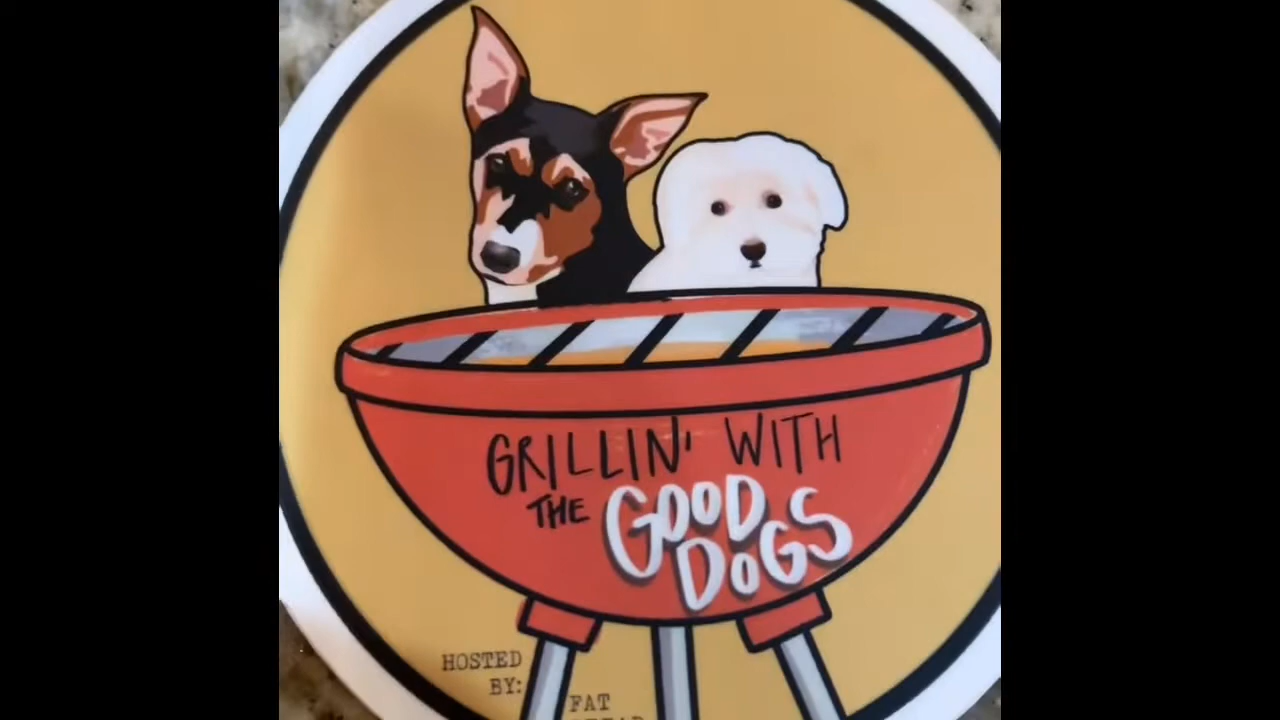 GRILLIN' WITH
THE GOOD
DOGS
HOSTED
BY:
FAT